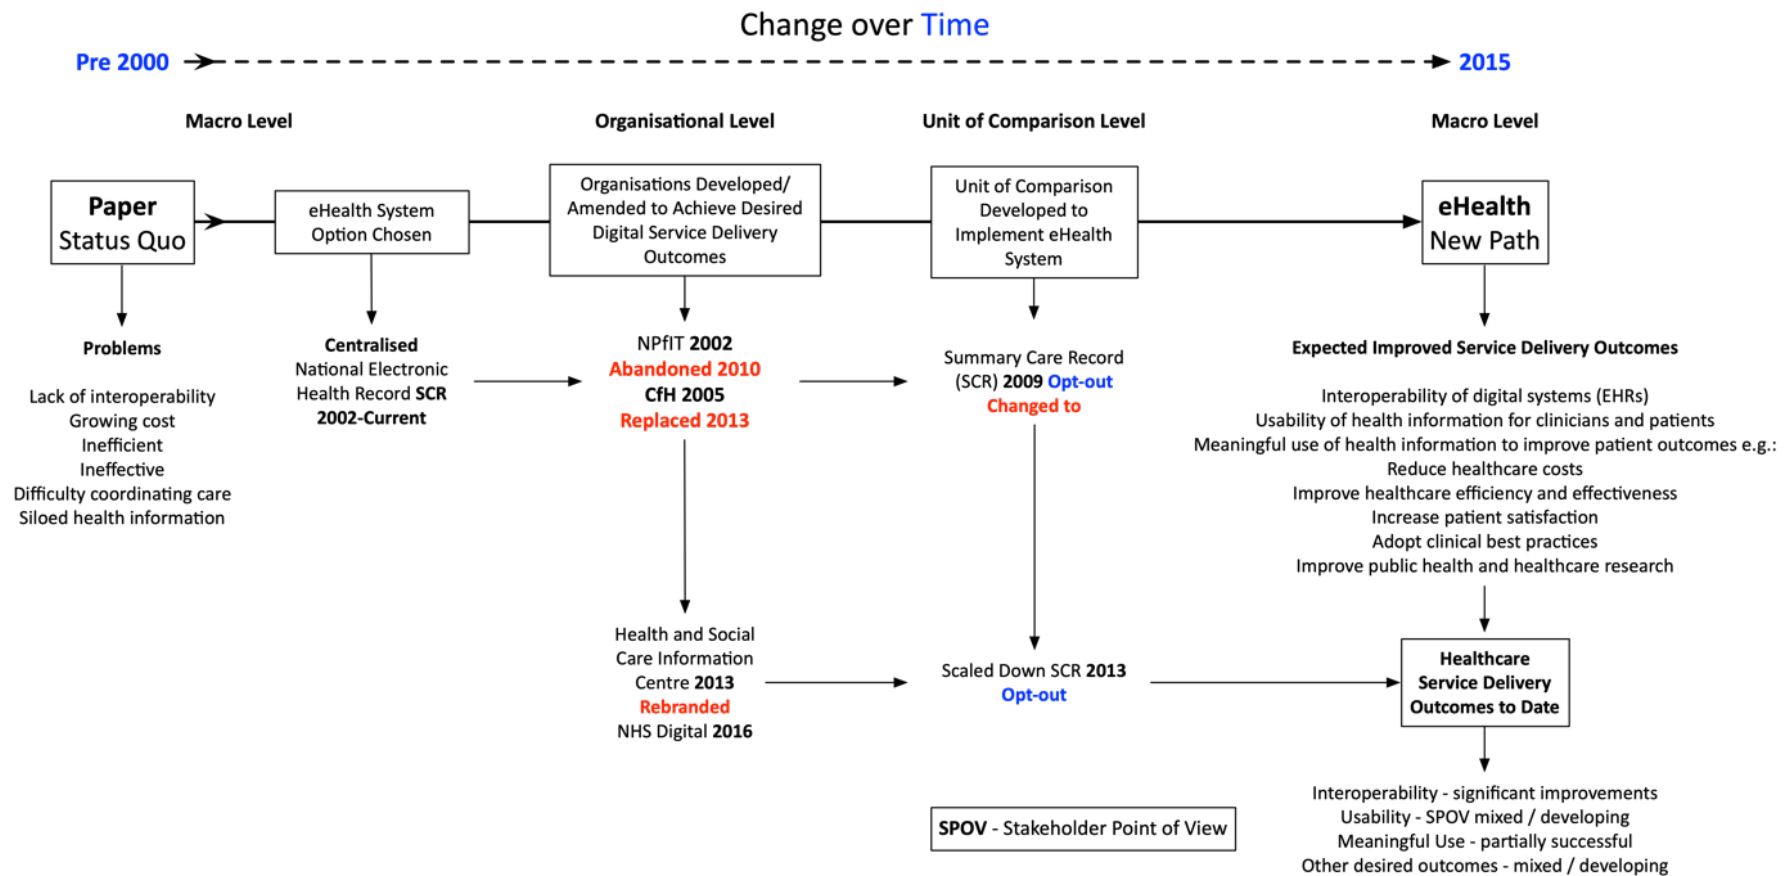 Change over Time
Pre 2000
2015
Macro Level
Organisational Level
Unit of Comparison Level
Macro Level
Paper
Status Quo
eHealth System
Option Chosen
Organisations Developed/
Amended to Achieve Desired
Digital Service Delivery
Outcomes
Unit of Comparison
Developed to
Implement eHealth
System
eHealth
New Path
Problems
Lack of interoperability
Growing cost
Inefficient
Ineffective
Difficulty coordinating care
Siloed health information
Centralised
National Electronic
Health Record SCR
2002-Current
NPfIT 2002
Abandoned 2010
CfH 2005
Replaced 2013
Summary Care Record
(SCR) 2009 Opt-out
Changed to
Expected Improved Service Delivery Outcomes
Interoperability of digital systems (EHRs)
Usability of health information for clinicians and patients
Meaningful use of health information to improve patient outcomes e.g.:
Reduce healthcare costs
Improve healthcare efficiency and effectiveness
Increase patient satisfaction
Adopt clinical best practices
Improve public health and healthcare research
Health and Social
Care Information
Centre 2013
Rebranded
NHS Digital 2016
Scaled Down SCR 2013
Opt-out
Healthcare
Service Delivery
Outcomes to Date
Interoperability - significant improvements
Usability - SPOV mixed / developing
Meaningful Use - partially successful
Other desired outcomes - mixed / developing
SPOV - Stakeholder Point of View